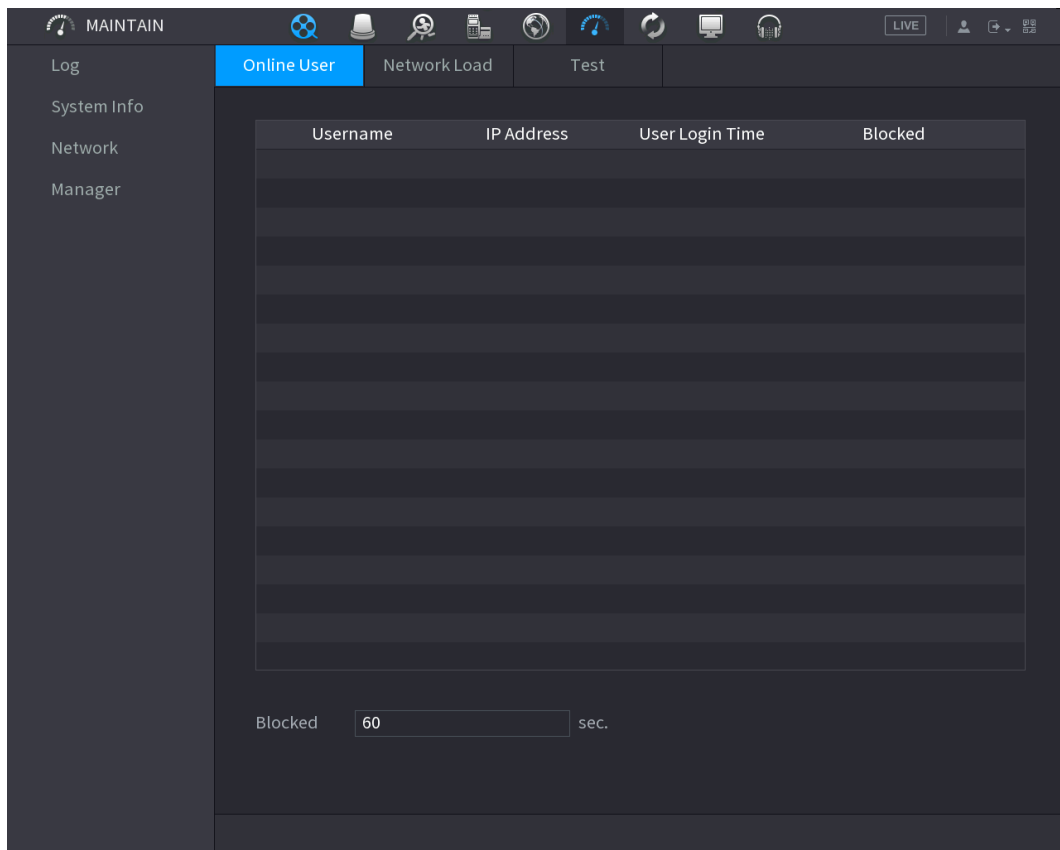 MAINTAIN
LIVE
Log
System Info
Network
Manager
Online User Network Load Test
Username IP Address User Login Time Blocked
Blocked 60 sec.